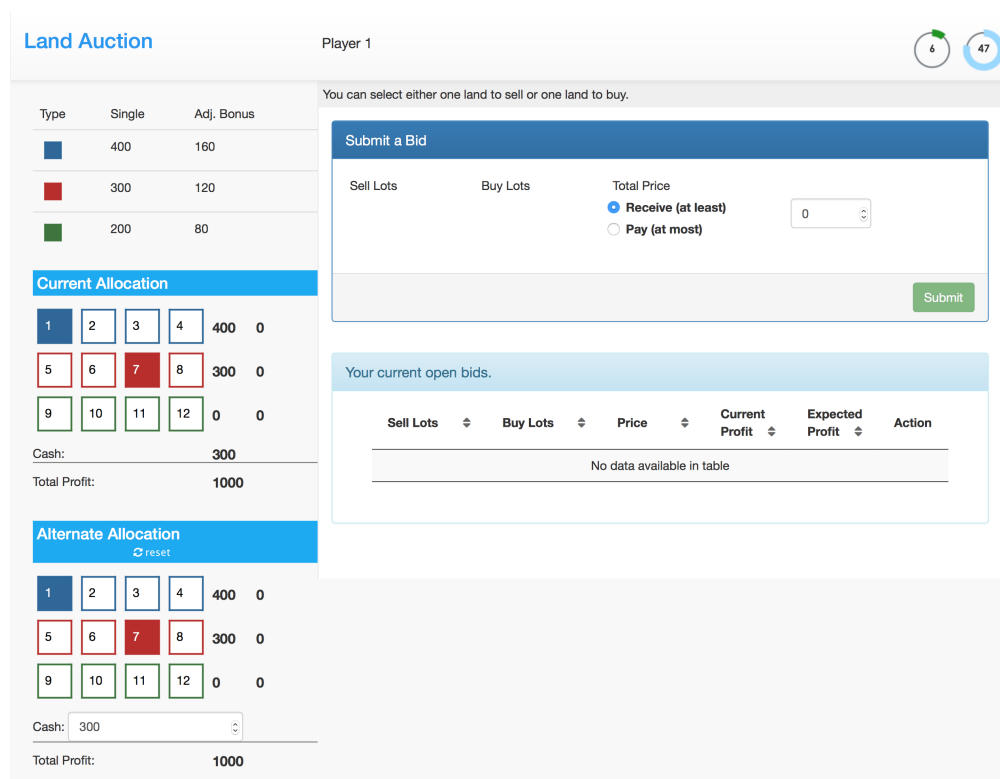 Land Auction
Player 1
6
47
You can select either one land to sell or one land to buy.
Type Single Adj. Bonus
400 160
300 120
200 80
Current Allocation
1 2 3 4 400 0
5 6 7 8 300 0
9 10 11 12 0 0
Cash: 300
Total Profit: 1000
Alternate Allocation
reset
1 2 3 4 400 0
5 6 7 8 300 0
9 10 11 12 0 0
Cash: 300
Total Profit: 1000
Submit a Bid
Sell Lots Buy Lots Total Price
Receive (at least) 0
Pay (at most)
Submit
Your current open bids.
Sell Lots Buy Lots Price Current Profit Expected Profit Action
No data available in table